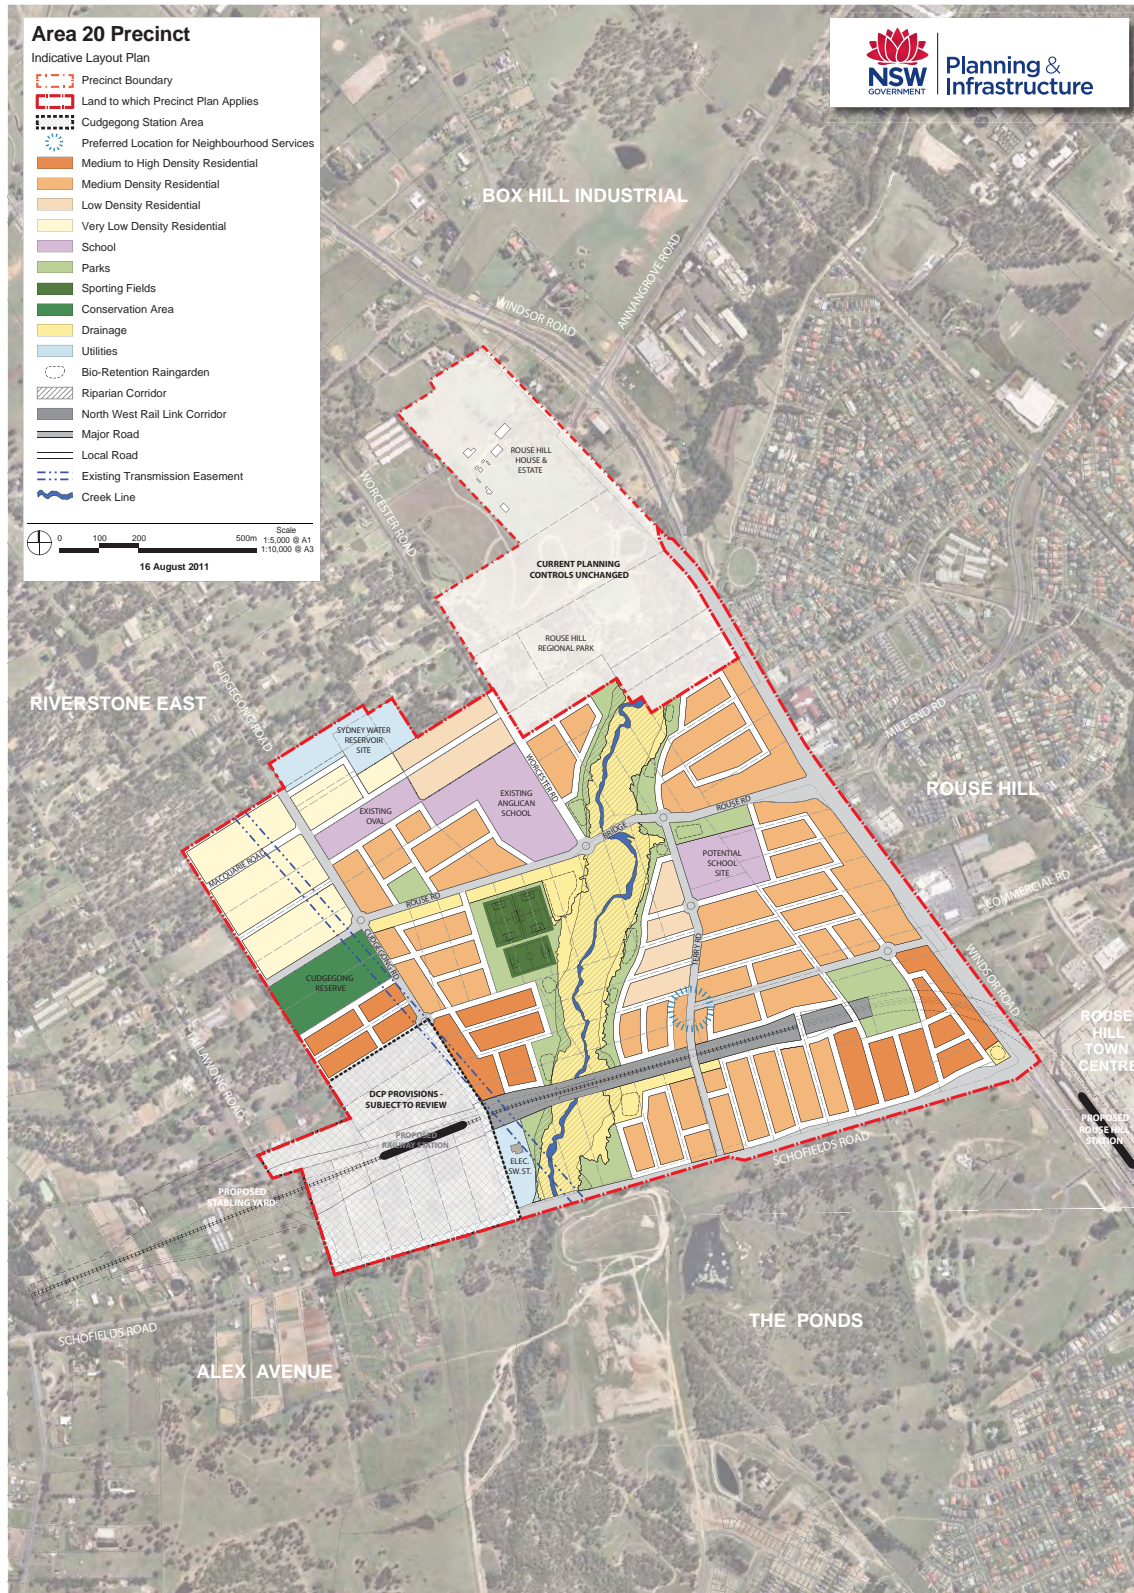 Area 20 Precinct
Indicative Layout Plan
Precinct Boundary
Land to which Precinct Plan Applies
Cudgegong Station Area
Preferred Location for Neighbourhood Services
Medium to High Density Residential
Medium Density Residential
Low Density Residential
Very Low Density Residential
School
Parks
Sporting Fields
Conservation Area
Drainage
Utilities
Bio-Retention Raingarden
Riparian Corridor
North West Rail Link Corridor
Major Road
Local Road
Existing Transmission Easement
Creek Line
0 100 200 500m
Scale
1:5,000 @ A1
1:10,000 @ A3
16 August 2011
NSW
GOVERNMENT
Planning &
Infrastructure
BOX HILL INDUSTRIAL
ANNANGROVE ROAD
WINDSOR ROAD
ROUSE HILL
HOUSE &
ESTATE
WORCESTER ROAD
CURRENT PLANNING
CONTROLS UNCHANGED
ROUSE HILL
REGIONAL PARK
CUDGEGONG ROAD
RIVERSTONE EAST
SYDNEY WATER
RESERVOIR
SITE
MILE END RD
WORCESTER RD
ROUSE HILL
EXISTING
ANGLICAN
SCHOOL
EXISTING
OVAL
ROUSE RD
BRIDGE
POTENTIAL
SCHOOL
SITE
MACQUARIE ROAD
COMMERCIAL RD
ROUSE RD
CUDGEGONG RD
TERRY RD
WINDSOR ROAD
CUDGEGONG
RESERVE
TALLAWONG ROAD
ROUSE
HILL
TOWN
CENTRE
DCP PROVISIONS -
SUBJECT TO REVIEW
PROPOSED
RAILWAY STATION
PROPOSED
ROUSE HILL
STATION
SCHOFIELDS ROAD
ELEC.
SW. ST.
PROPOSED
STABLING YARD
THE PONDS
SCHOFIELDS ROAD
ALEX AVENUE